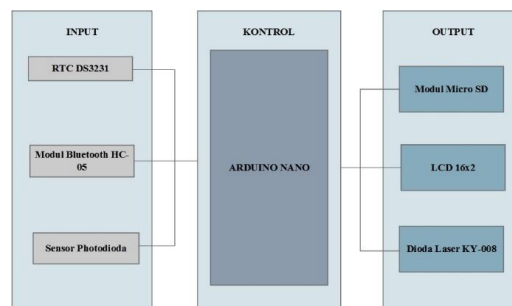 INPUT
RTC DS3231
Modul Bluetooth HC-
05
Sensor Photodioda
KONTROL
ARDUINO NANO
OUTPUT
Modul Micro SD
LCD 16x2
Dioda Laser KY-008